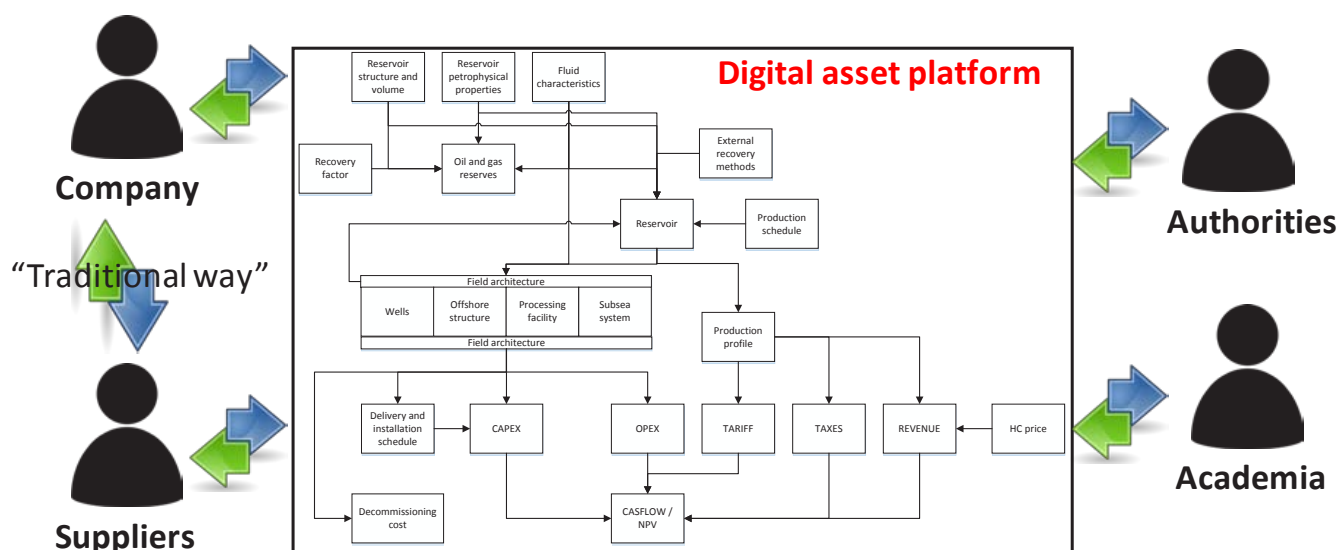 Digital asset platform
Reservoir
structure and
volume
Reservoir
petrophysical
properties
Fluid
characteristics
Company
Recovery
factor
Oil and gas
reserves
External
recovery
methods
Authorities
Reservoir
Production
schedule
“Traditional way”
Field architecture
Wells
Offshore
structure
Processing
facility
Subsea
system
Field architecture
Production
profile
Delivery and
installation
schedule
CAPEX
OPEX
TARIFF
TAXES
REVENUE
HC price
Academia
Suppliers
Decommissioning
cost
CASFLOW /
NPV